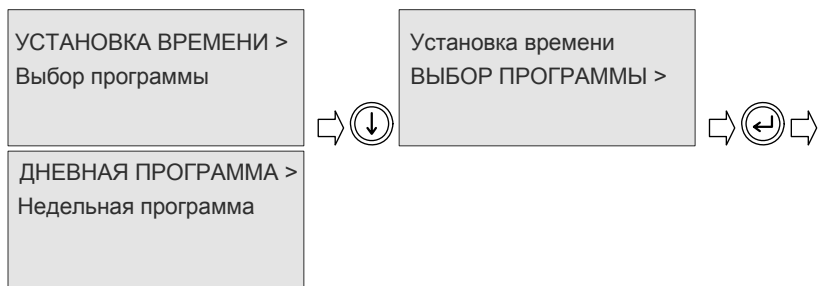 УСТАНОВКА ВРЕМЕНИ >
Выбор программы
Установка времени
ВЫБОР ПРОГРАММЫ >
ДНЕВНАЯ ПРОГРАММА >
Недельная программа